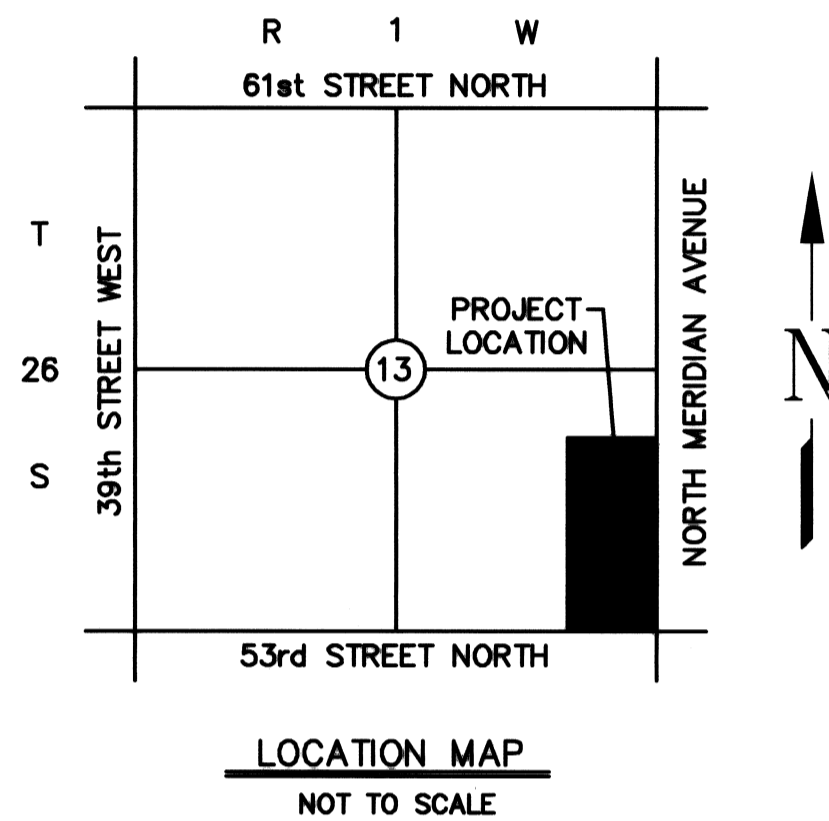 R 1 W
61st STREET NORTH
T
26
S
39th STREET WEST
PROJECT
LOCATION
13
NORTH MERIDIAN AVENUE
N
53rd STREET NORTH
LOCATION MAP
NOT TO SCALE